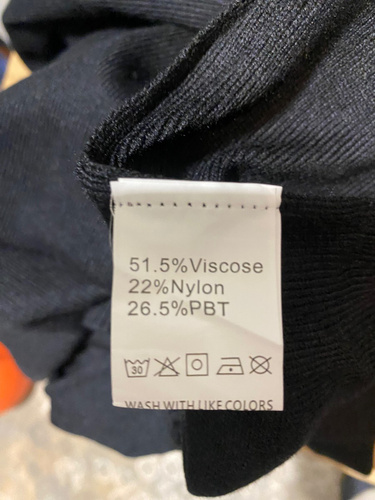 51.5%Viscose
22%Nylon
26.5%PBT
30
WASH WITH LIKE COLORS